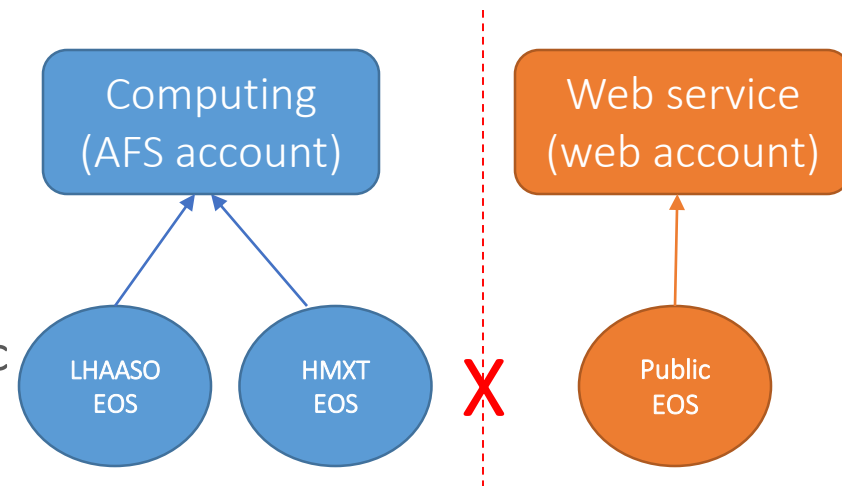 Computing
(AFS account)
Web service
(web account)
c
LHAASO
EOS
HMXT
EOS
X
Public
EOS